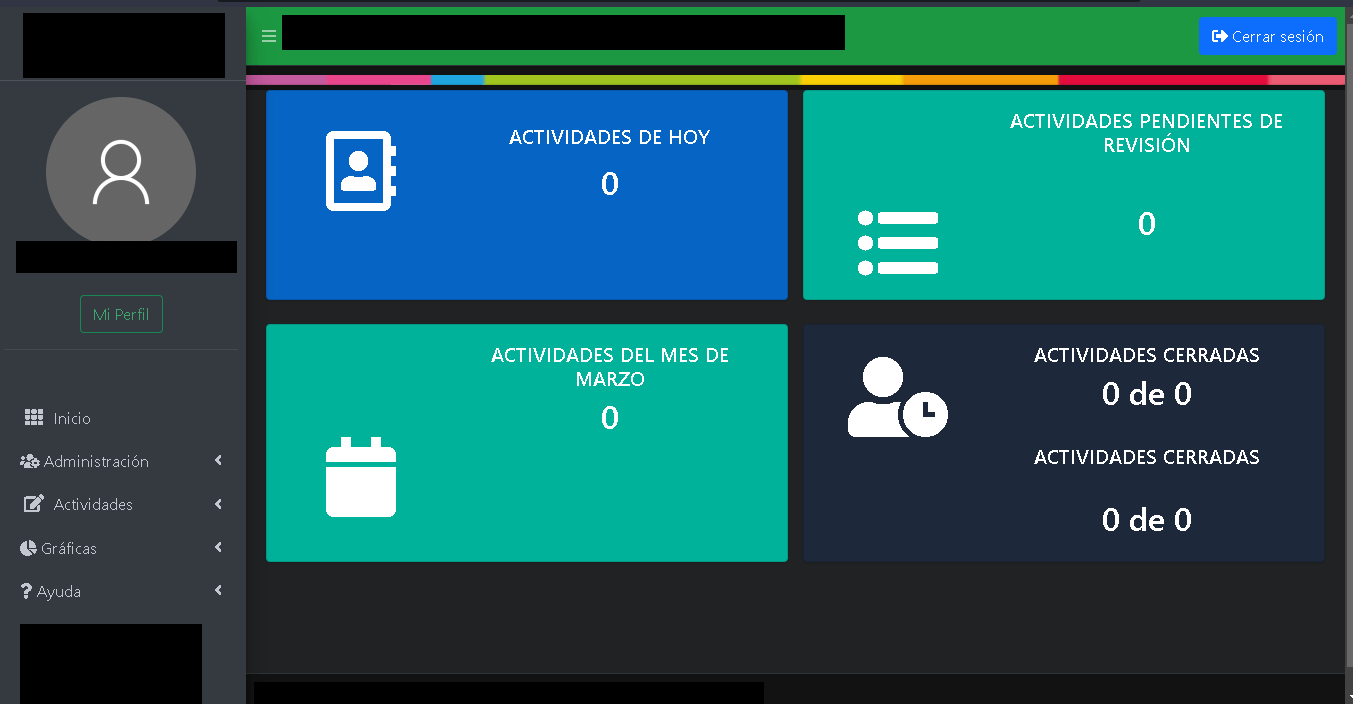 Cerrar sesión
Mi Perfil
Inicio
Administración
Actividades
Gráficas
Ayuda
ACTIVIDADES DE HOY
0
ACTIVIDADES PENDIENTES DE
REVISIÓN
0
ACTIVIDADES DEL MES DE
MARZO
0
ACTIVIDADES CERRADAS
0 de 0
ACTIVIDADES CERRADAS
0 de 0